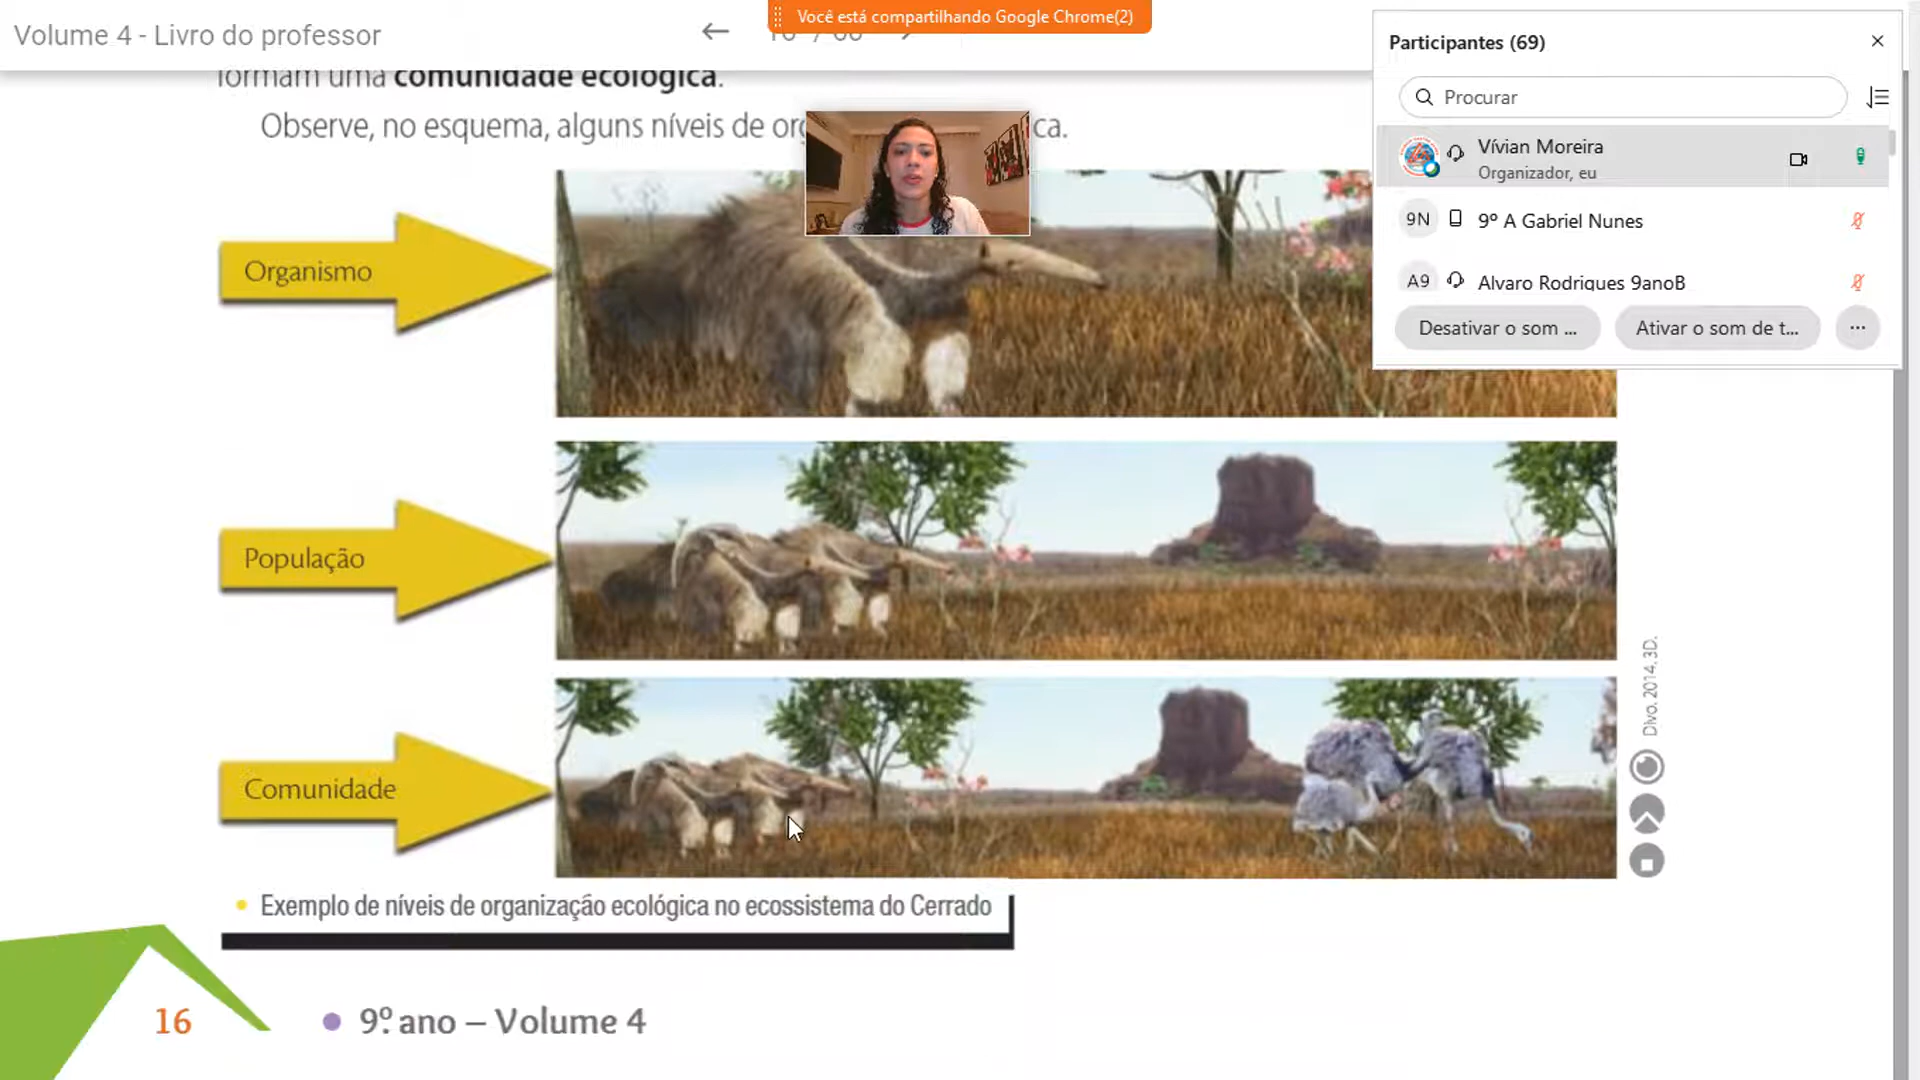 Você está compartilhando Google Chrome(2)
Volume 4 - Livro do professor
formam uma comunidade ecológica.
Observe, no esquema, alguns níveis de
ca.
Participantes (69)
Procurar
Vívian Moreira
Organizador, eu
9N 9º A Gabriel Nunes
A9 Alvaro Rodrigues 9anoB
Desativar o som ...
Ativar o som de t...
Organismo
População
Comunidade
Divo. 2014. 3D.
Exemplo de níveis de organização ecológica no ecossistema do Cerrado
16
9º. ano – Volume 4